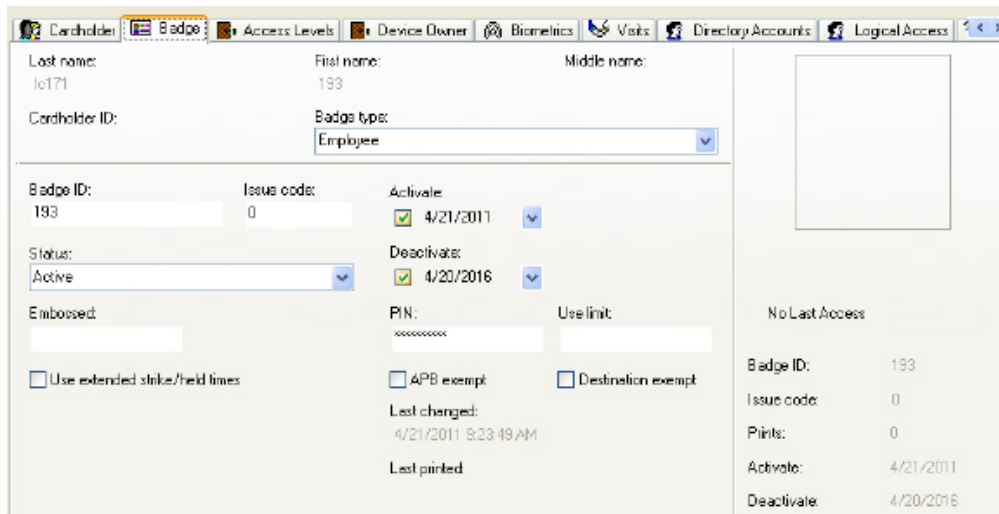 Cardholder Badge Access Levels Device Owner Biometrics Visits Directory Accounts Logical Access
Last name: First name: Middle name:
lc171 193
Cardholder ID: Badge type:
Employee
Badge ID: Issue code: Activate:
193 0 4/21/2011
Status: Deactivate:
Active 4/20/2016
Embossed: PIN: Use limit:
xxxxxxxxxx
Use extended strike/held times APB exempt Destination exempt
Last changed:
4/21/2011 9:23:49 AM
Last printed:
No Last Access
Badge ID: 193
Issue code: 0
Prints: 0
Activate: 4/21/2011
Deactivate: 4/20/2016